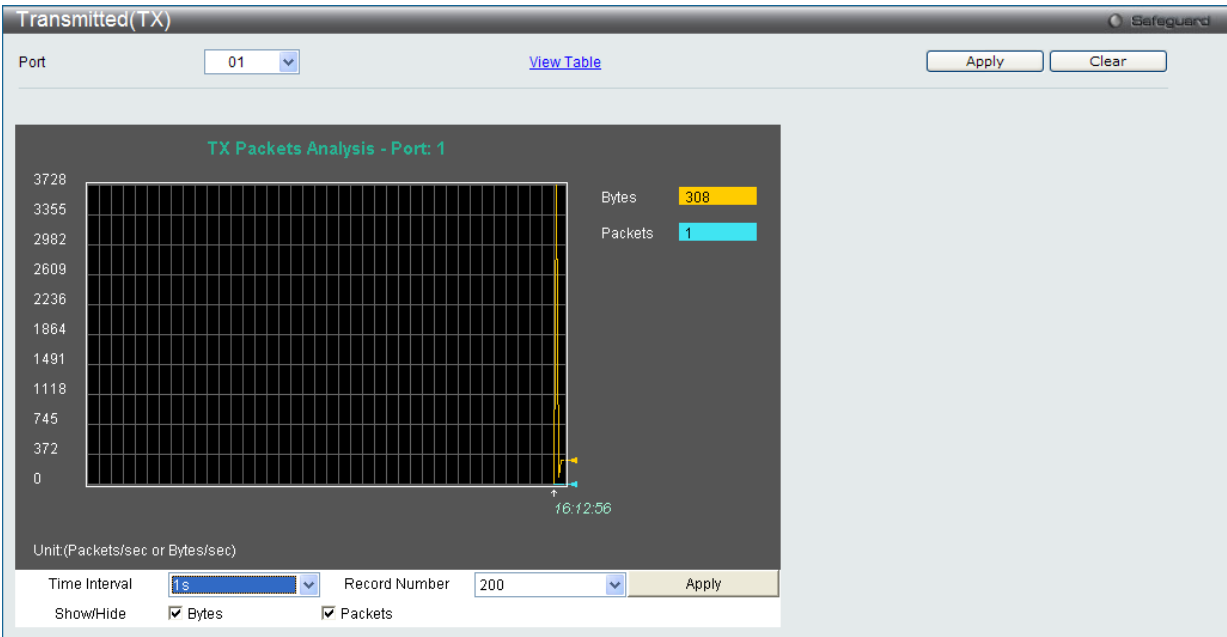 Transmitted(TX)
Safeguard
Port 01 View Table Apply Clear
TX Packets Analysis - Port: 1
3728
3355
2982
2609
2236
1864
1491
1118
745
372
0
Bytes 308
Packets 1
16:12:56
Unit:(Packets/sec or Bytes/sec)
Time Interval 1s Record Number 200 Apply
Show/Hide Bytes Packets